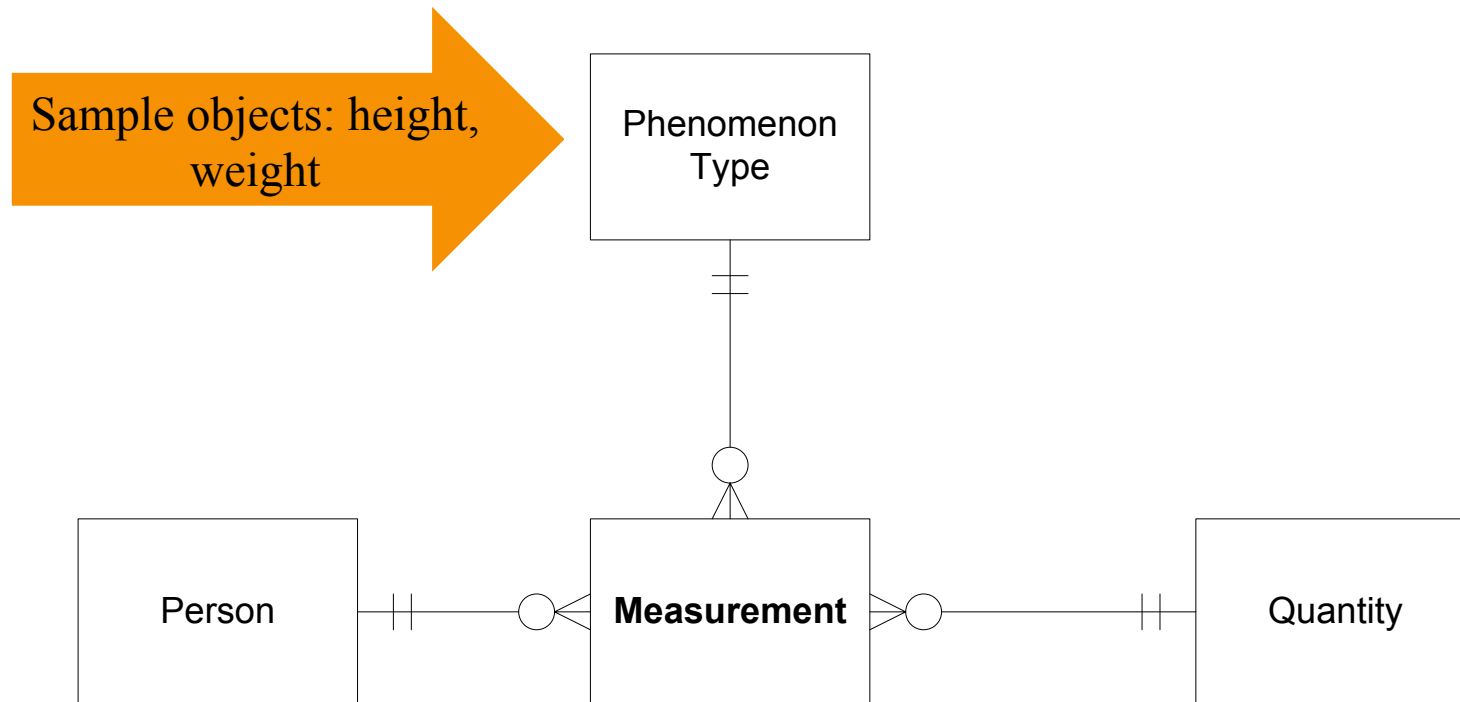 Sample objects: height,
weight
Phenomenon
Type
Person
Measurement
Quantity